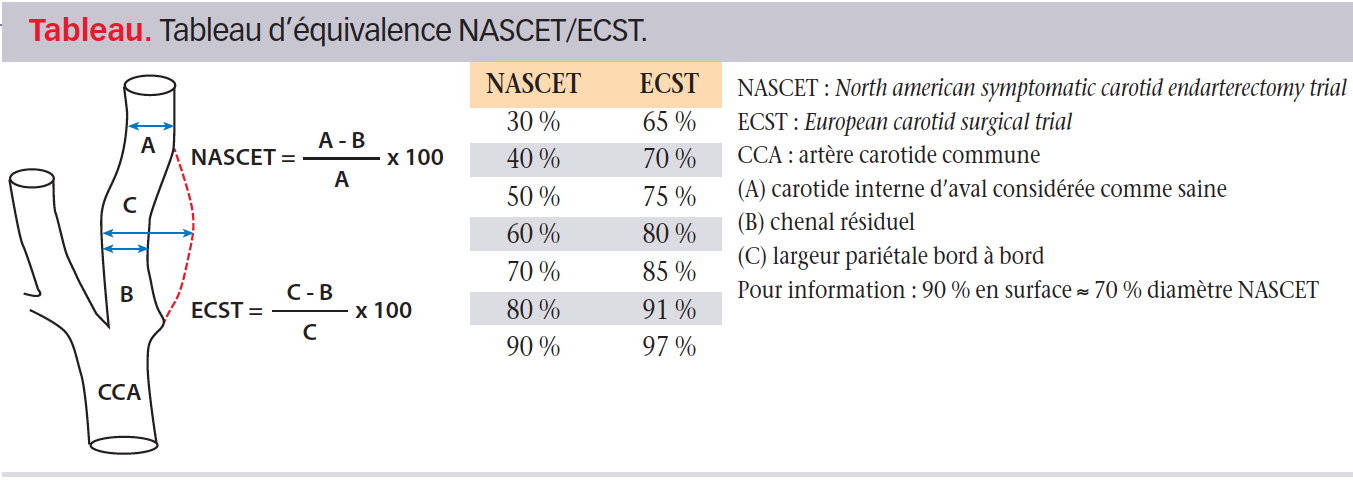 Tableau. Tableau d'équivalence NASCET/ECST.
A
C
B
CCA
NASCET = A - B / A x 100
ECST = C - B / C x 100
NASCET ECST
30 % 65 %
40 % 70 %
50 % 75 %
60 % 80 %
70 % 85 %
80 % 91 %
90 % 97 %
NASCET : North american symptomatic carotid endarterectomy trial
ECST : European carotid surgical trial
CCA : artère carotide commune
(A) carotide interne d'aval considérée comme saine
(B) chenal résiduel
(C) largeur pariétale bord à bord
Pour information : 90 % en surface ≈ 70 % diamètre NASCET